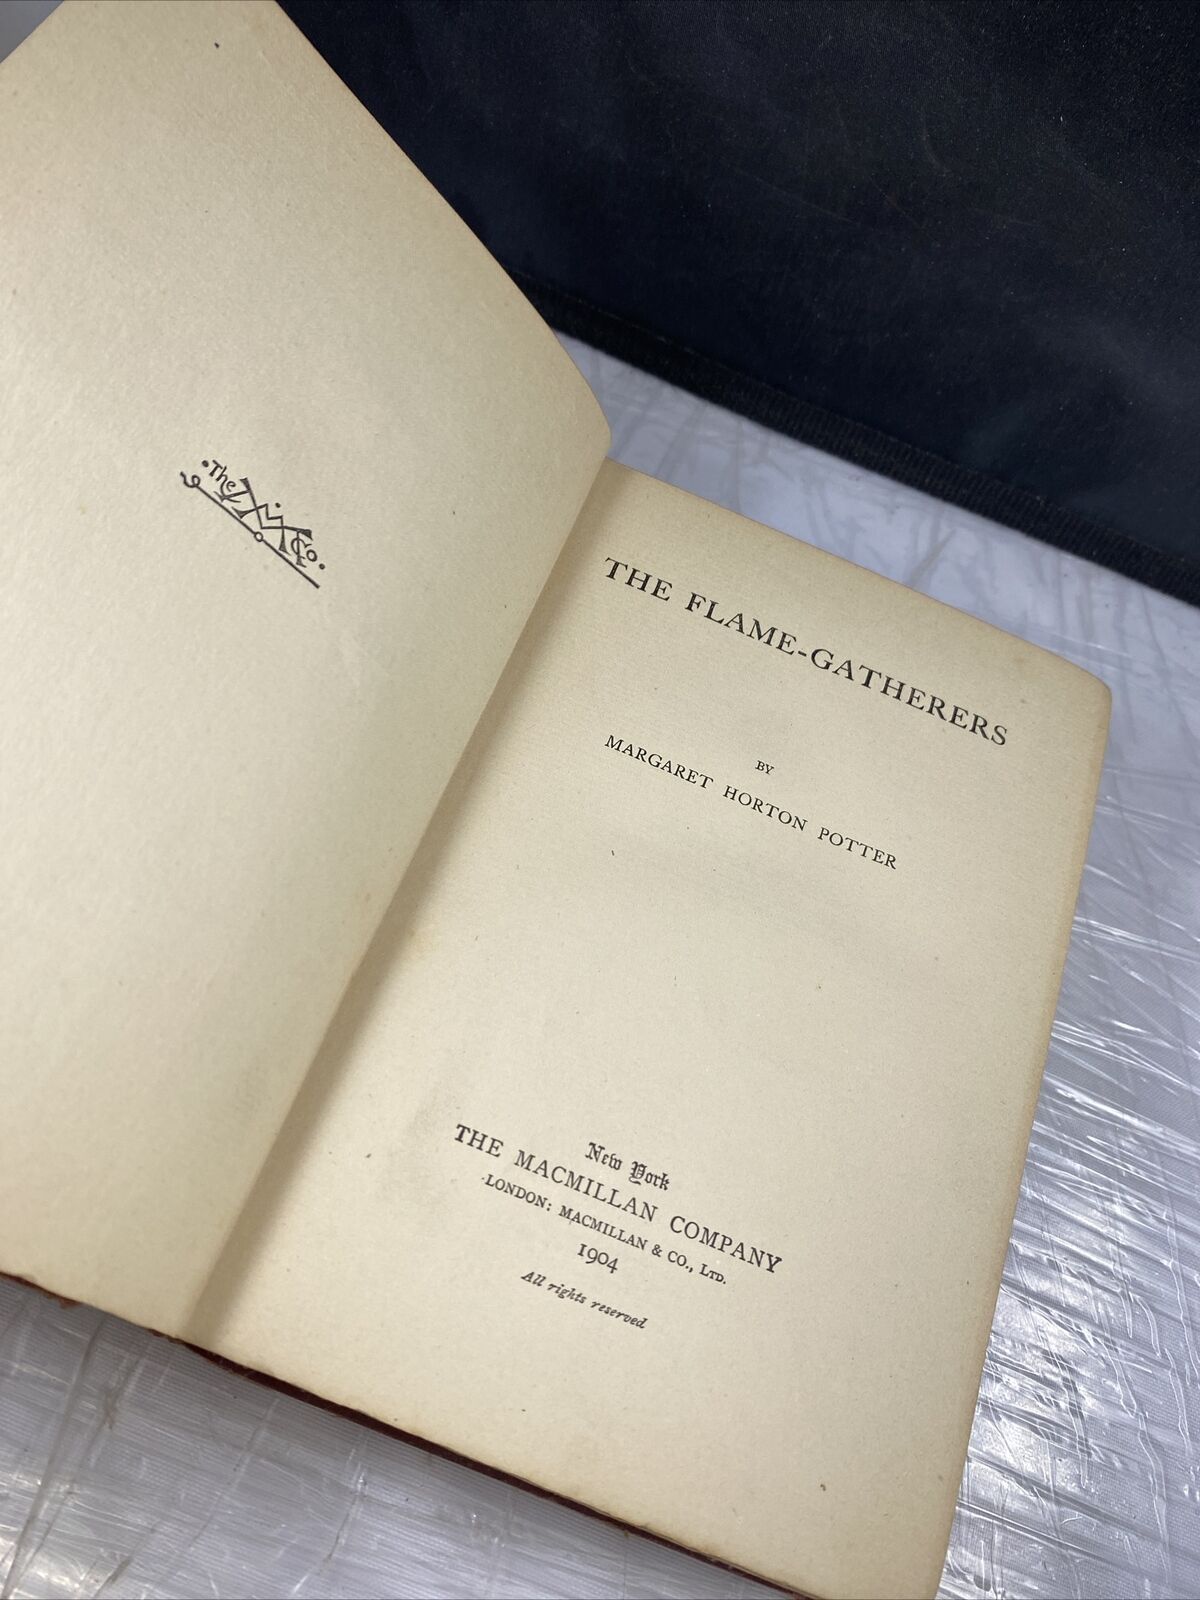 The M Co.
THE FLAME-GATHERERS
BY
MARGARET HORTON POTTER
New York
THE MACMILLAN COMPANY
LONDON: MACMILLAN & CO., LTD.
1904
All rights reserved